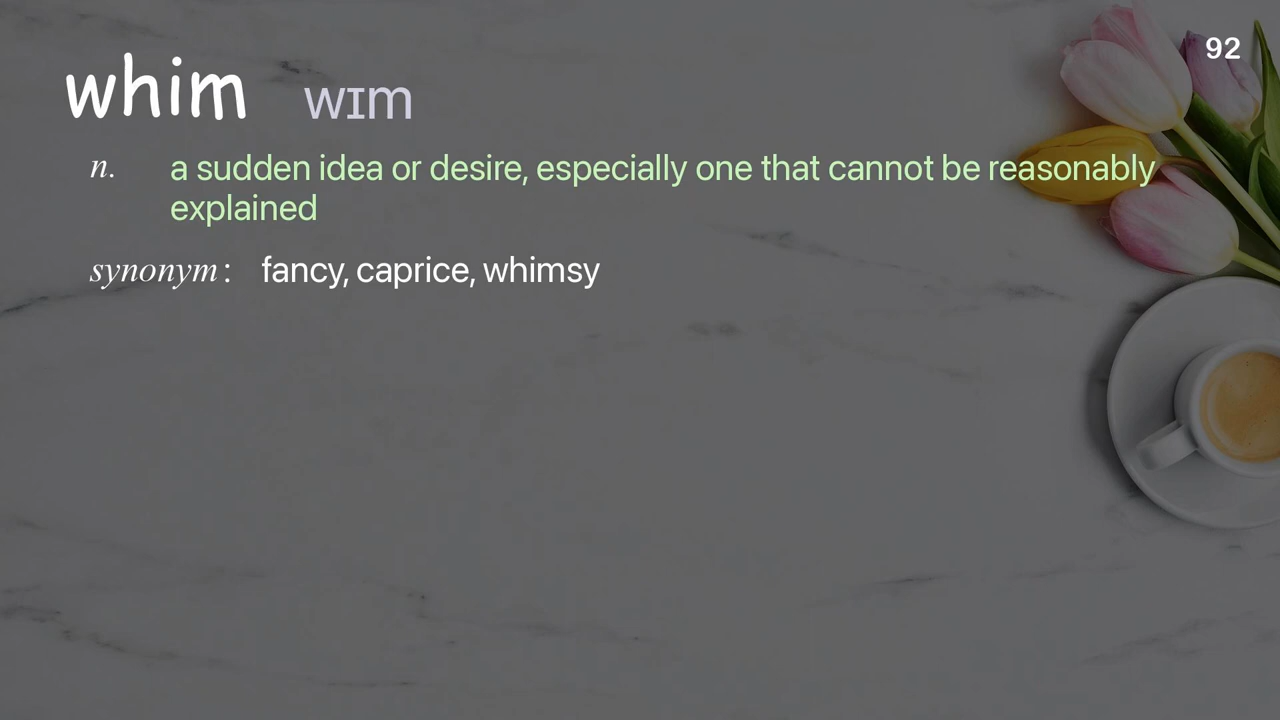 92
whim wɪm
n. a sudden idea or desire, especially one that cannot be reasonably
explained
synonym: fancy, caprice, whimsy